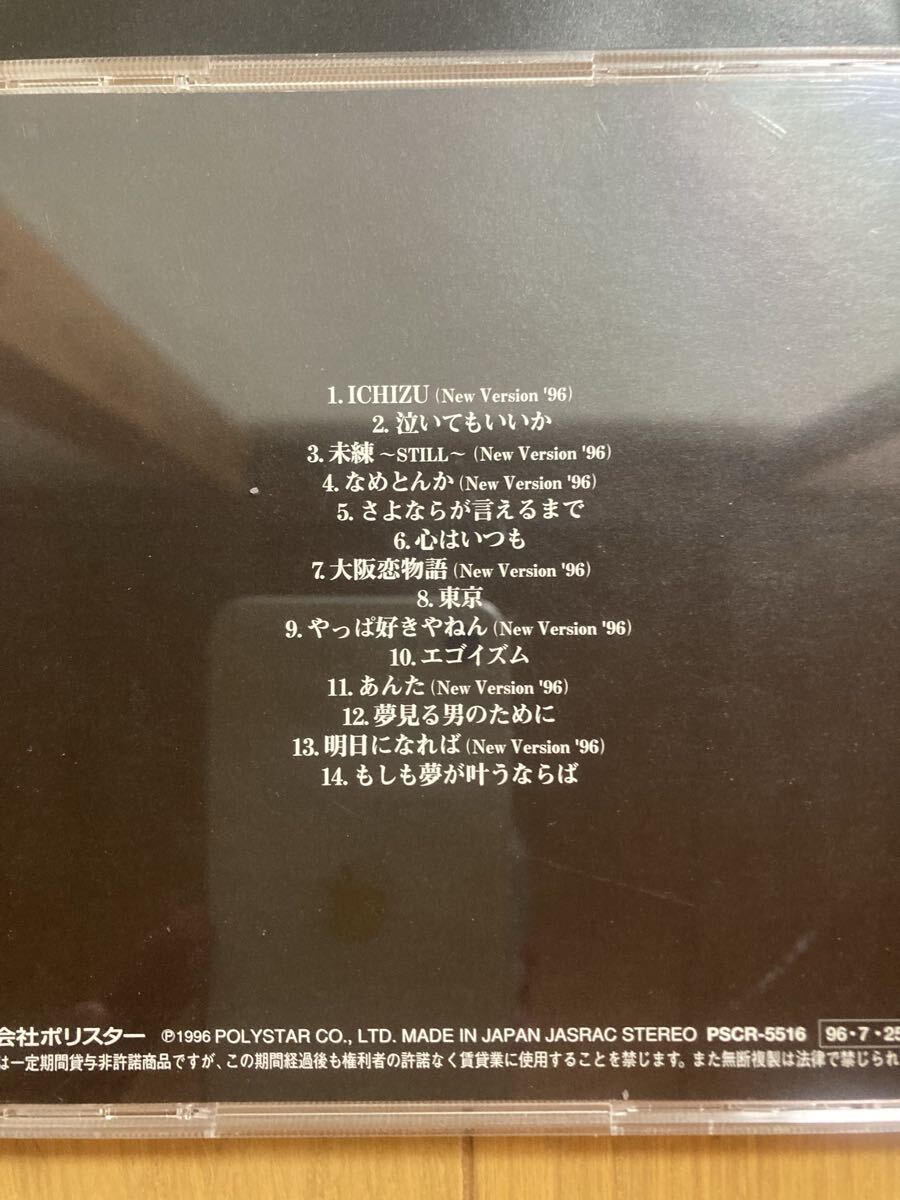 1. ICHIZU (New Version '96)
2. 泣いてもいいか
3. 未練 ～STILL～ (New Version '96)
4. なめとんか (New Version '96)
5. さよならが言えるまで
6. 心はいつも
7. 大阪恋物語 (New Version '96)
8. 東京
9. やっぱ好きやねん (New Version '96)
10. エゴイズム
11. あんた (New Version '96)
12. 夢見る男のために
13. 明日になれば (New Version '96)
14. もしも夢が叶うならば
会社ポリスター ℗1996 POLYSTAR CO., LTD. MADE IN JAPAN JASRAC STEREO PSCR-5516 96・7・25
は一定期間貸与非許諾商品ですが、この期間経過後も権利者の許諾なく賃貸業に使用することを禁じます。また無断複製は法律で禁じられ